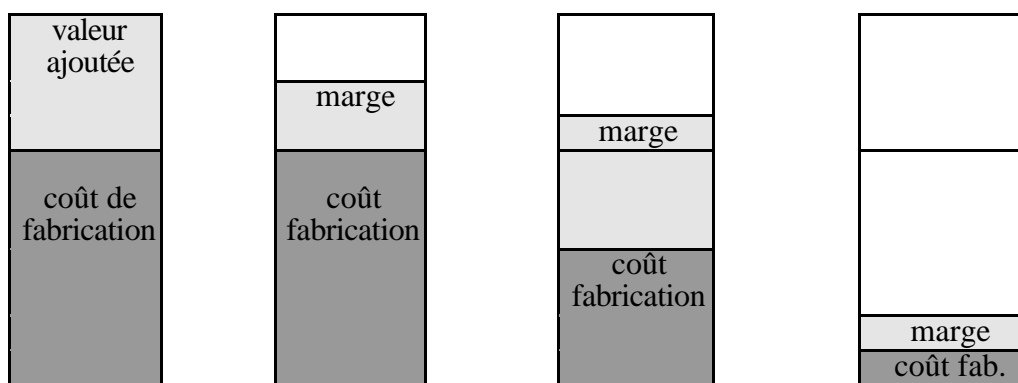 valeur
ajoutée
coût de
fabrication
marge
coût
fabrication
marge
coût
fabrication
marge
coût fab.